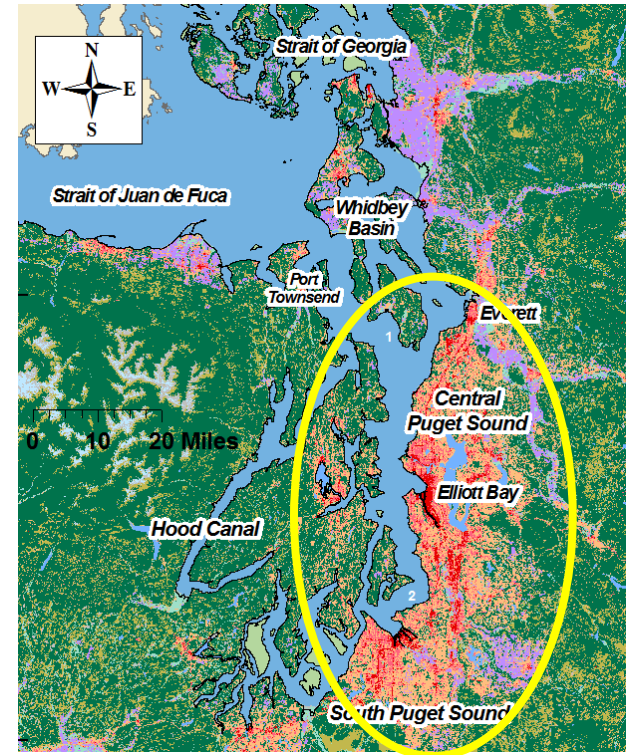 Strait of Georgia
N
W E
S
Strait of Juan de Fuca
Whidbey
Basin
Port
Townsend
Everett
1
Central
Puget Sound
0 10 20 Miles
Elliott Bay
Hood Canal
2
South Puget Sound